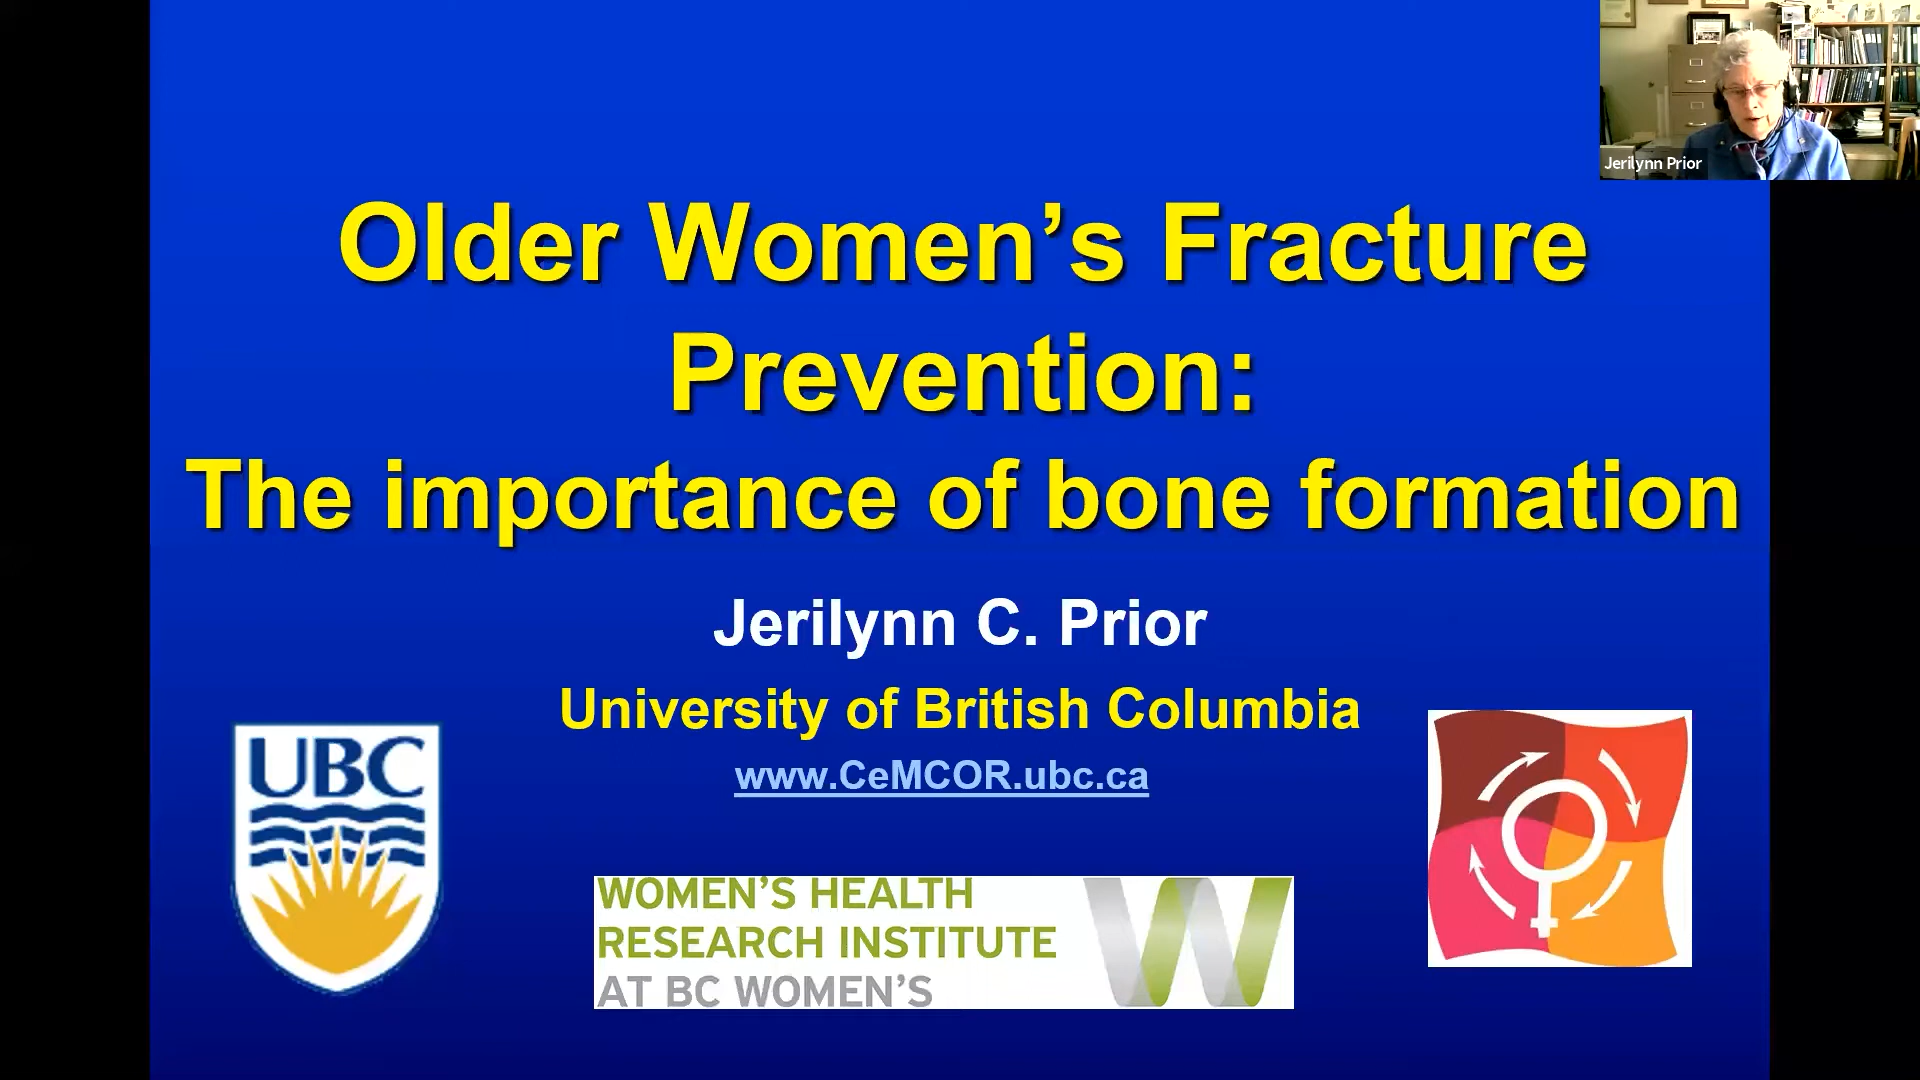 Jerilynn Prior
Older Women’s Fracture
Prevention:
The importance of bone formation
Jerilynn C. Prior
University of British Columbia
www.CeMCOR.ubc.ca
UBC
WOMEN’S HEALTH
RESEARCH INSTITUTE
AT BC WOMEN’S